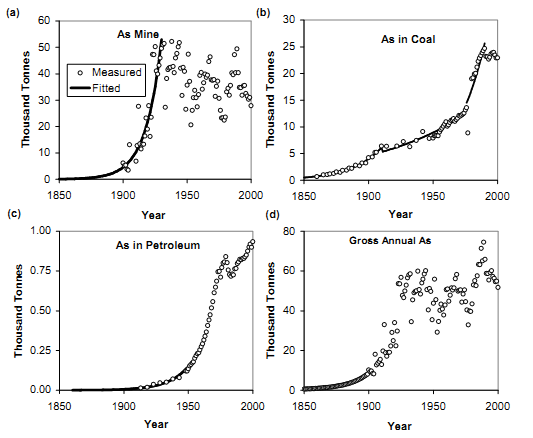 (a)
As Mine
Thousand Tonnes
60
50
40
30
20
10
0
Measured
Fitted
1850 1900 1950 2000
Year
(b)
As in Coal
Thousand Tonnes
30
25
20
15
10
5
0
1850 1900 1950 2000
Year
(c)
As in Petroleum
Thousand Tonnes
1.00
0.75
0.50
0.25
0.00
1850 1900 1950 2000
Year
(d)
Gross Annual As
Thousand Tonnes
80
60
40
20
0
1850 1900 1950 2000
Year